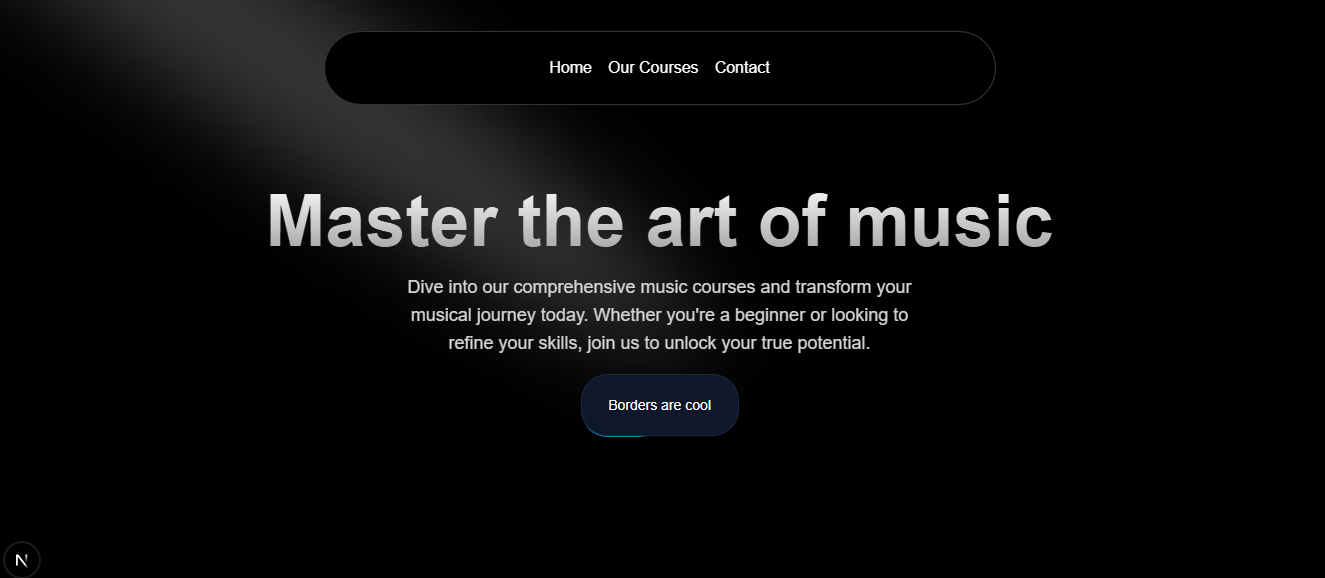 Home Our Courses Contact
Master the art of music
Dive into our comprehensive music courses and transform your
musical journey today. Whether you're a beginner or looking to
refine your skills, join us to unlock your true potential.
Borders are cool
N